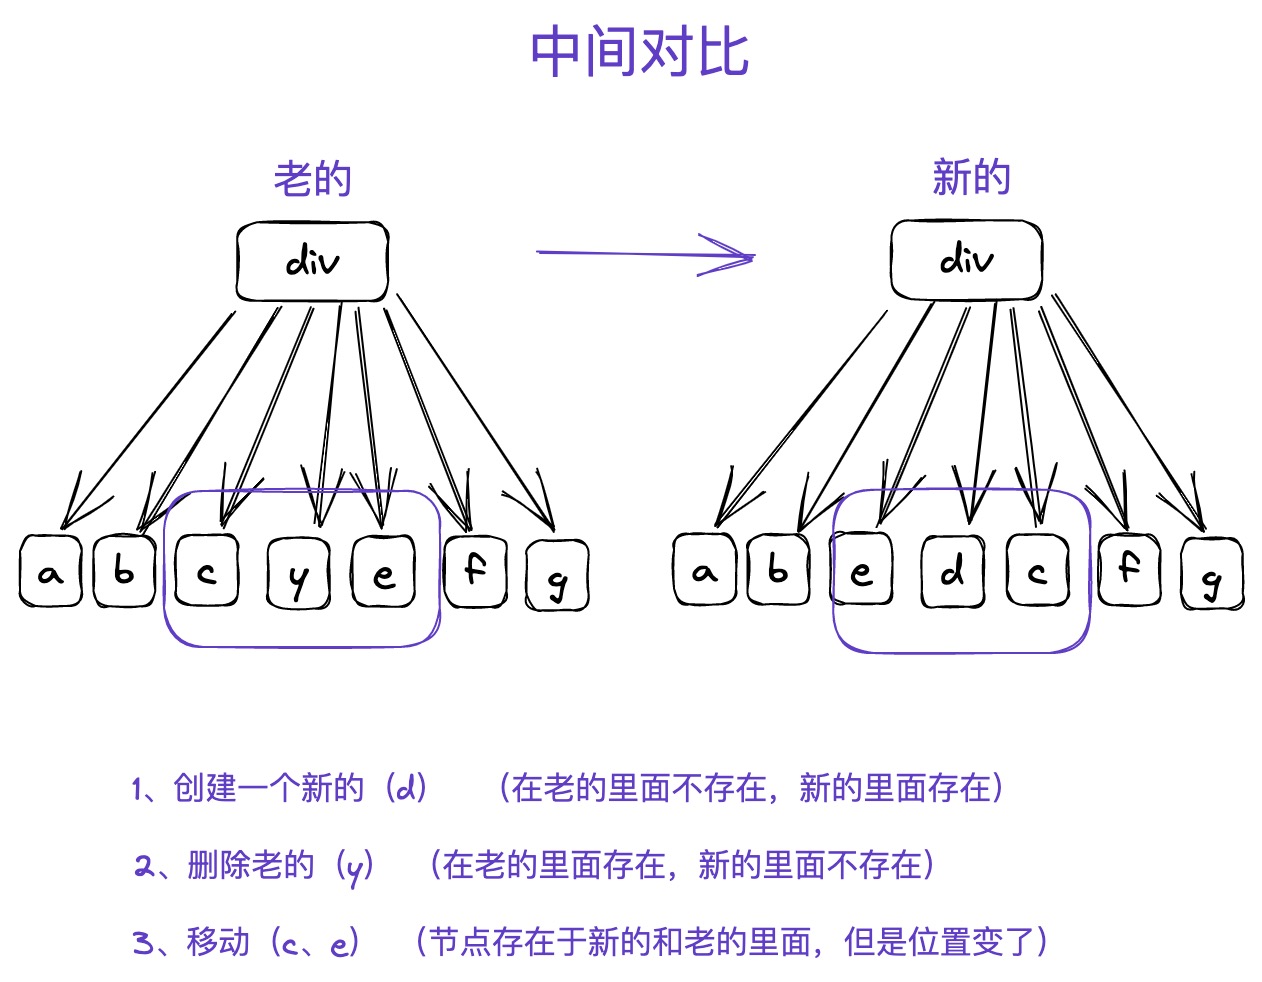 中间对比
老的
新的
div
div
a b c y e f g
a b e d c f g
1、创建一个新的（d） （在老的里面不存在，新的里面存在）
2、删除老的（y） （在老的里面存在，新的里面不存在）
3、移动（c、e） （节点存在于新的和老的里面，但是位置变了）